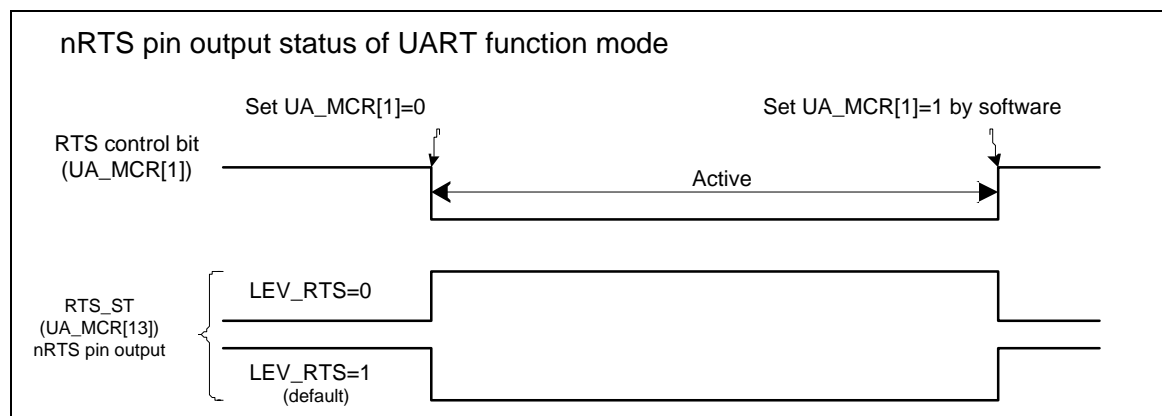 nRTS pin output status of UART function mode
Set UA_MCR[1]=0
Set UA_MCR[1]=1 by software
RTS control bit
(UA_MCR[1])
Active
LEV_RTS=0
RTS_ST
(UA_MCR[13])
nRTS pin output
LEV_RTS=1
(default)